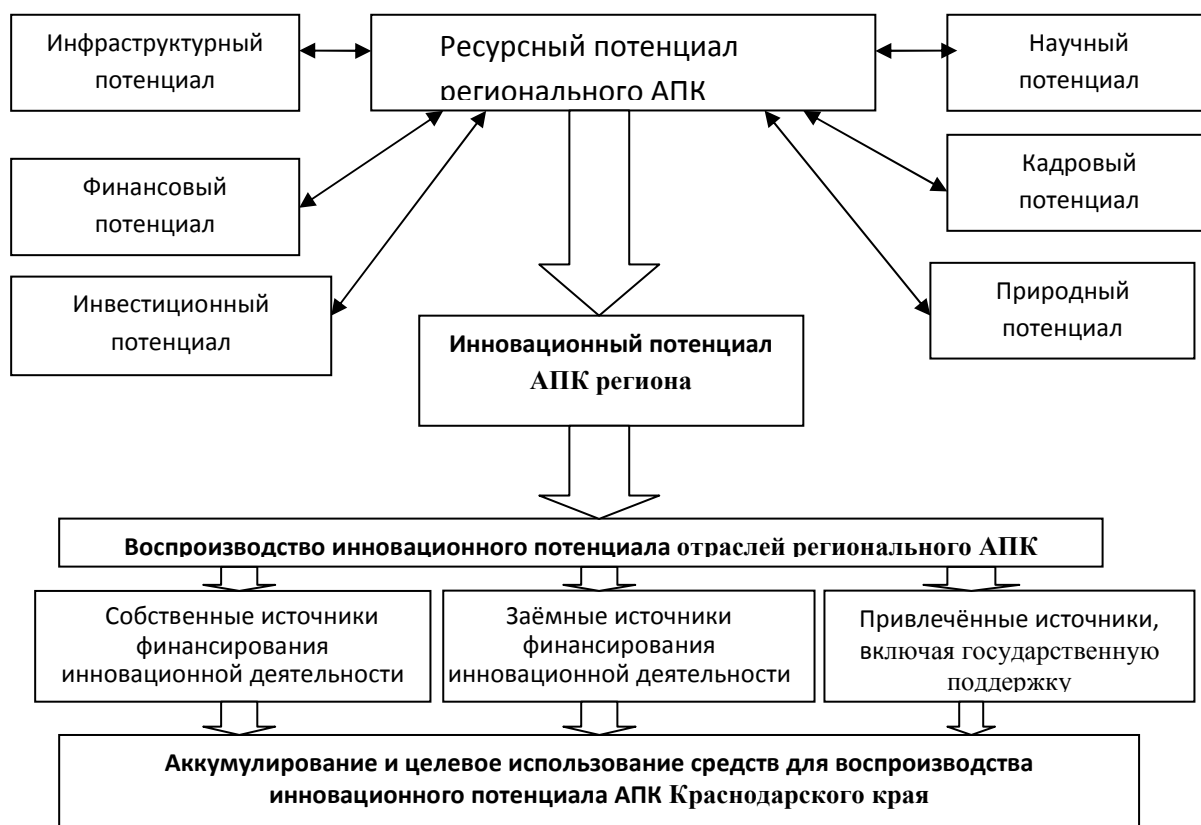 Инфраструктурный
потенциал
Ресурсный потенциал
регионального АПК
Научный
потенциал
Финансовый
потенциал
Кадровый
потенциал
Инвестиционный
потенциал
Природный
потенциал
Инновационный потенциал
АПК региона
Воспроизводство инновационного потенциала отраслей регионального АПК
Собственные источники
финансирования
инновационной деятельности
Заёмные источники
финансирования
инновационной деятельности
Привлечённые источники,
включая государственную
поддержку
Аккумулирование и целевое использование средств для воспроизводства
инновационного потенциала АПК Краснодарского края